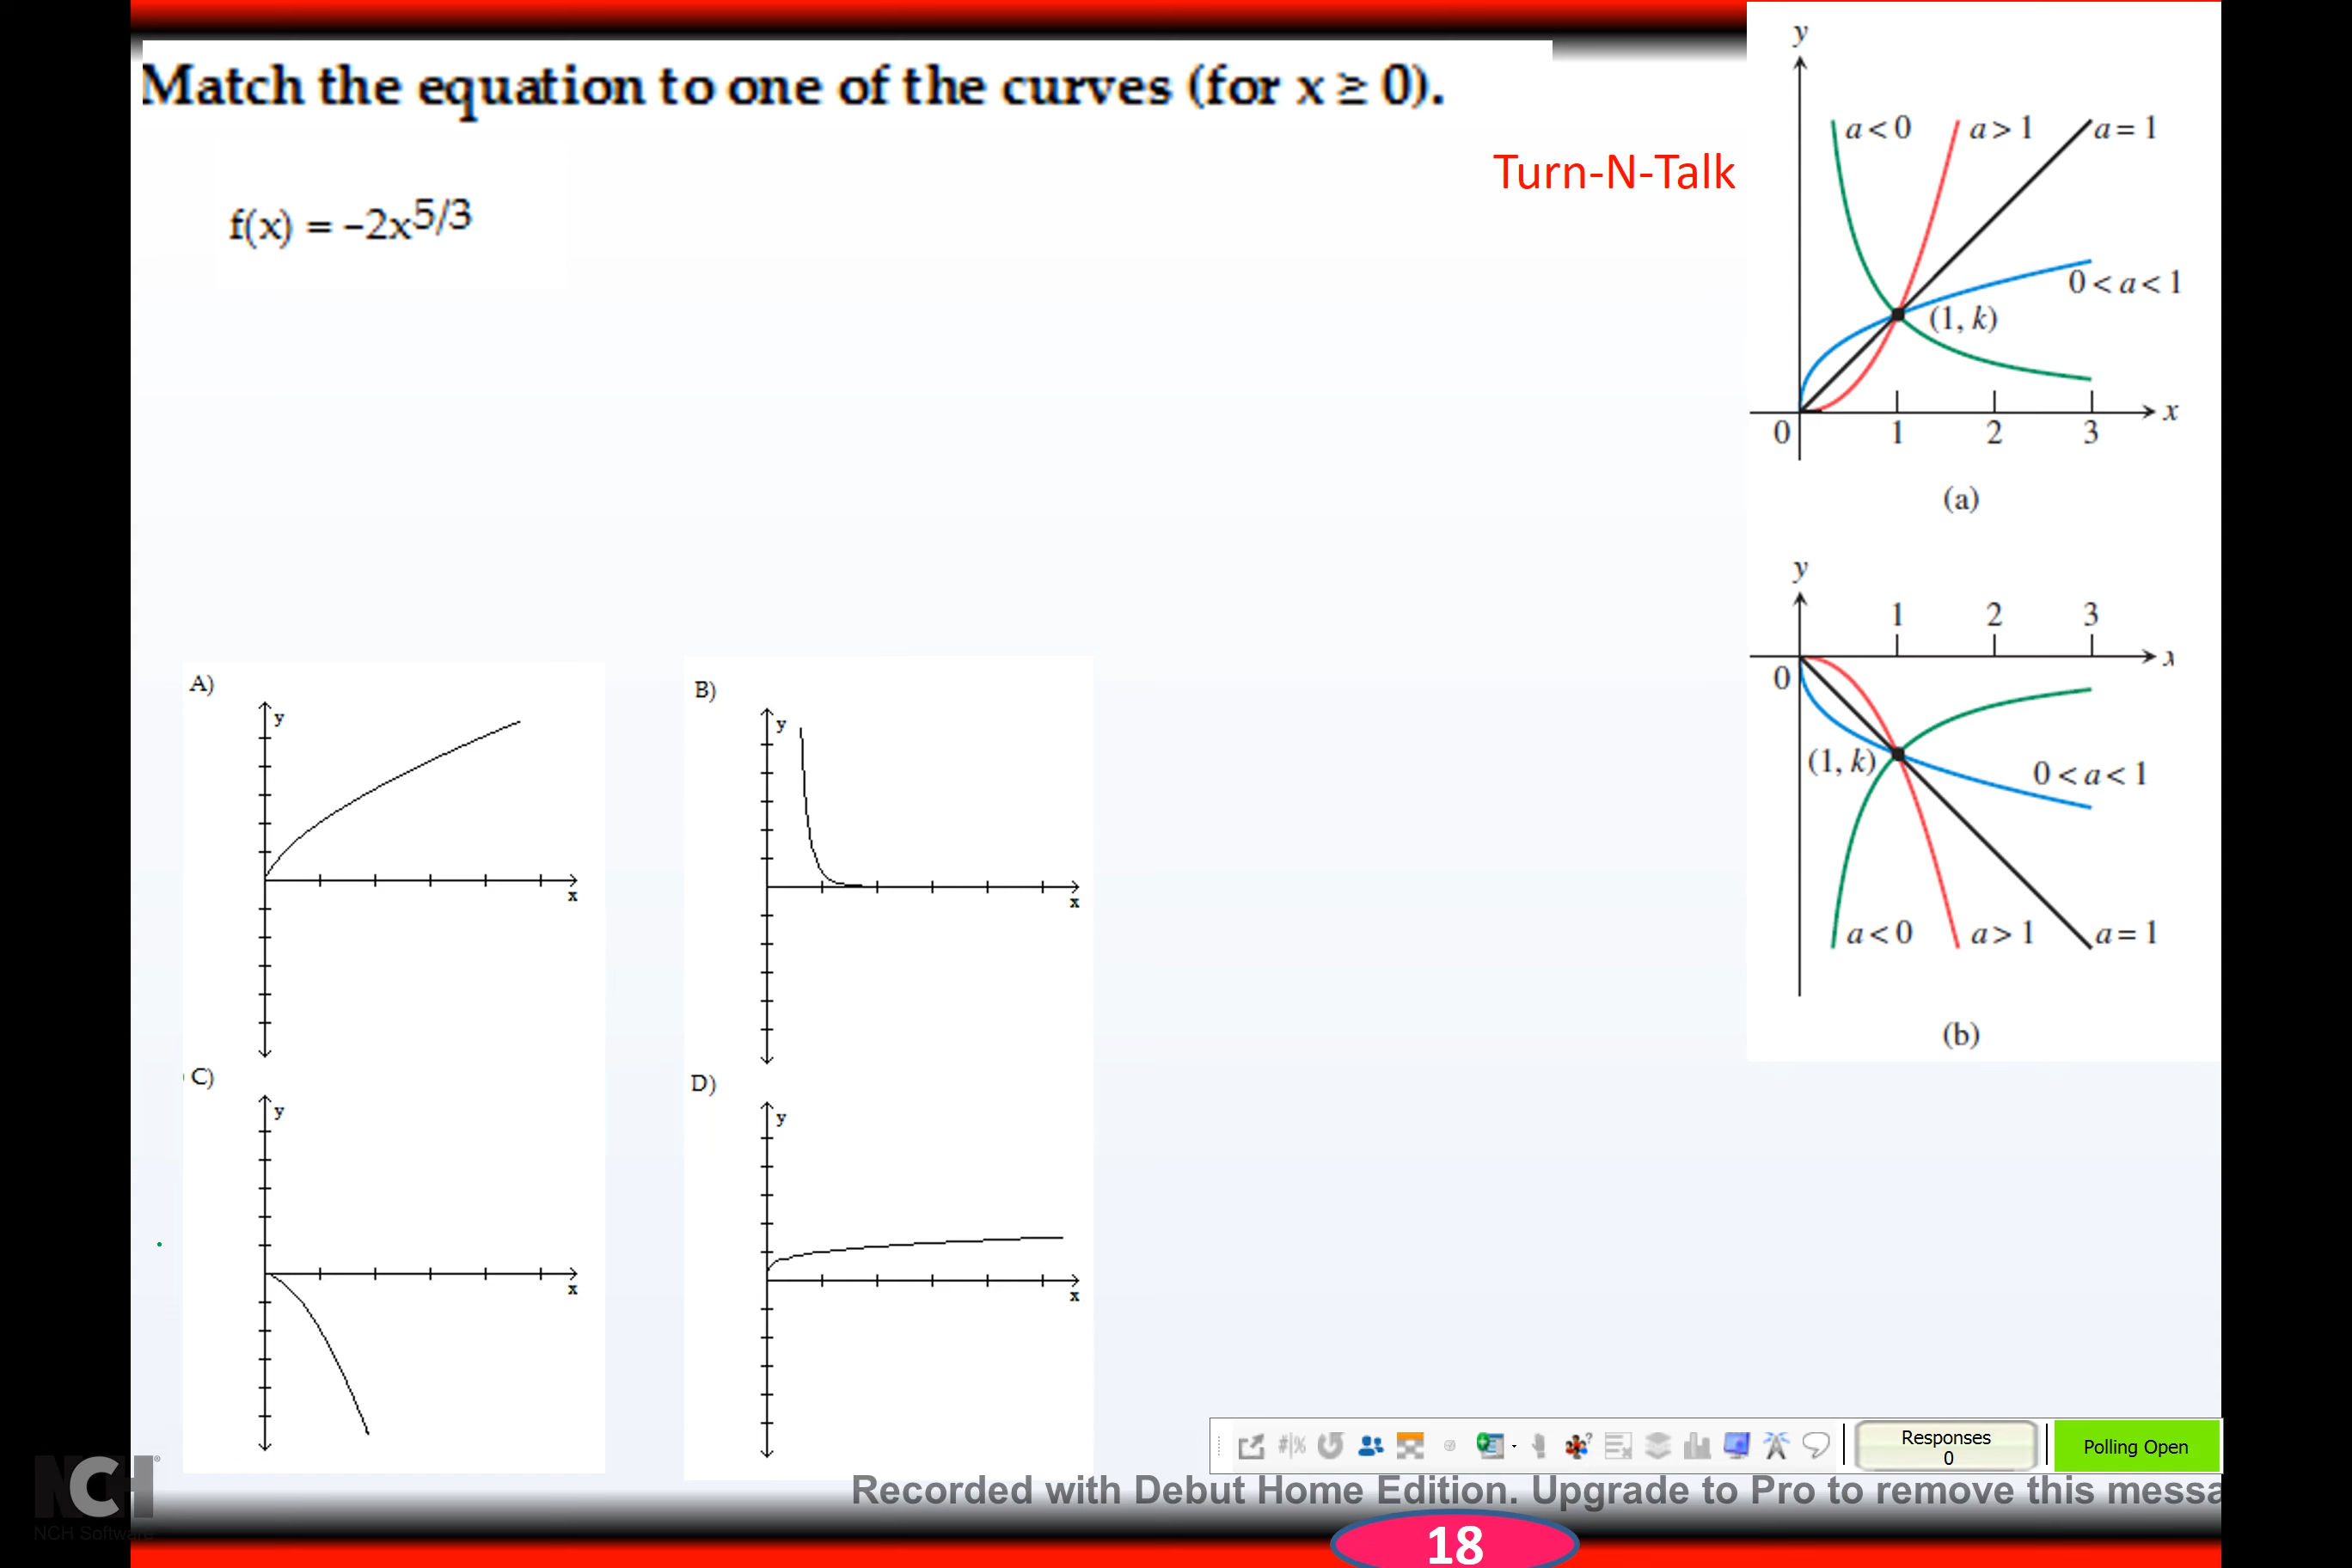 Match the equation to one of the curves (for x ≥ 0).
Turn-N-Talk
f(x) = −2x^5/3
y
a < 0
a > 1
a = 1
0 < a < 1
(1, k)
x
0 1 2 3
(a)
y
1 2 3
x
0
(1, k)
0 < a < 1
a < 0
a > 1
a = 1
(b)
A)
y
x
B)
y
x
C)
y
x
D)
y
x
#|%
Responses
0
Polling Open
NCH
NCH Software
Recorded with Debut Home Edition. Upgrade to Pro to remove this messa
18